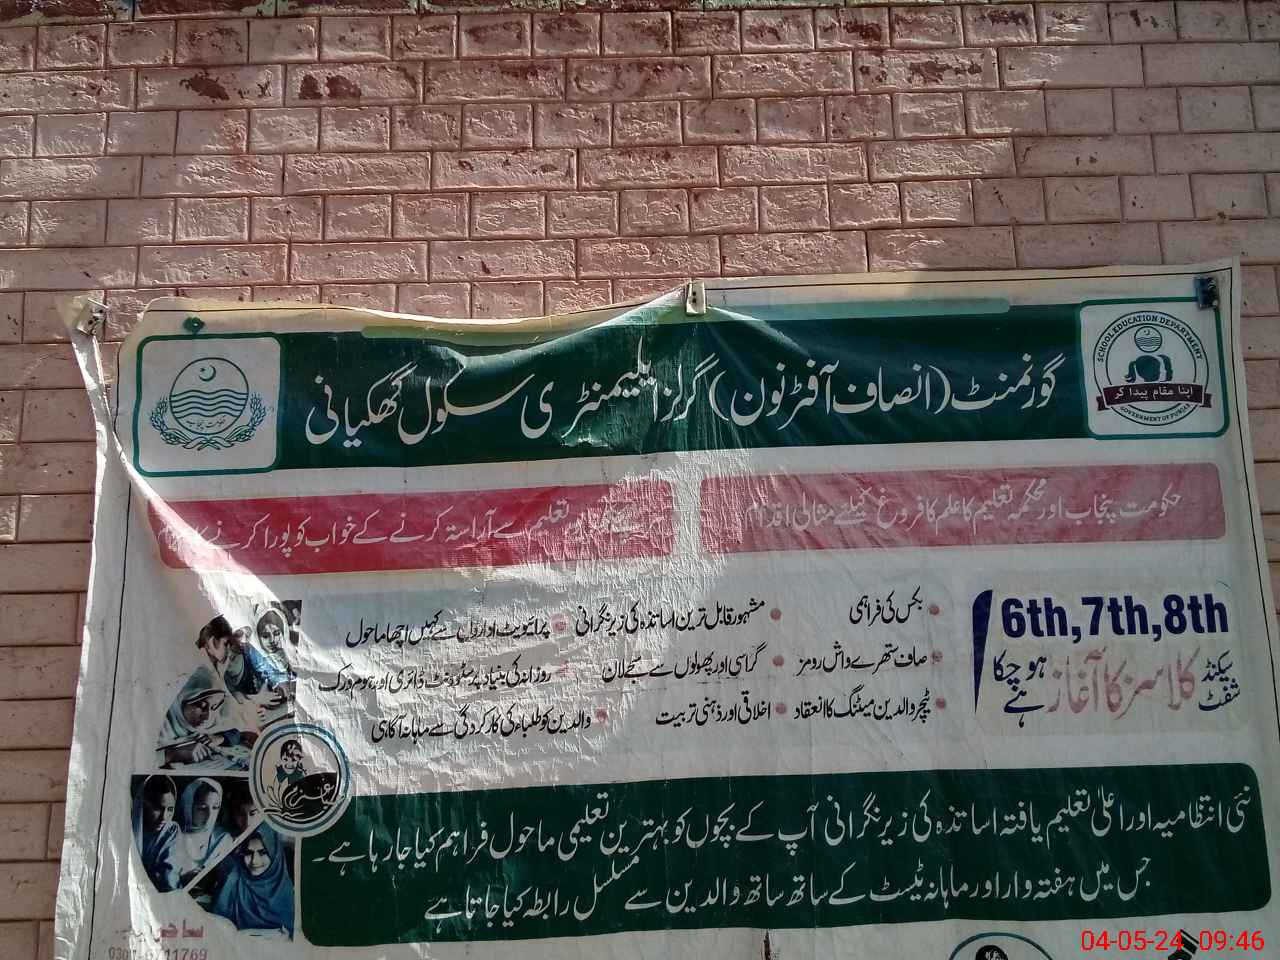 گورنمنٹ (انصاف آفٹرنون) گرلز ایلیمنٹری سکول گھکیانی
SCHOOL EDUCATION DEPARTMENT
اپنا مقام پیدا کر
GOVERNMENT OF PUNJAB
حکومت پنجاب
حکومت پنجاب اور محکمہ تعلیم کا علم کا فروغ کیلئے مثالی اقدام
تعلیم سے آراستہ کرنے کے خواب کو پورا کرنے کا
6th,7th,8th
سیکنڈ شفٹ کلاسز کا آغاز ہو چکا ہے
بکس کی فراہمی
مشہور قابل ترین اساتذہ کی زیر نگرانی
پرائیویٹ اداروں سے کہیں اچھا ماحول
صاف ستھرے واش رومز
گراسی اور پھولوں سے سجے لان
روزانہ کی بنیاد پر سٹوڈنٹ ڈائری اور ہوم ورک
ٹیچر والدین میٹنگ کا انعقاد
اخلاقی اور ذہنی تربیت
والدین کو طلباء کی کارکردگی سے ماہانہ آگاہی
نئی انتظامیہ اور اعلیٰ تعلیم یافتہ اساتذہ کی زیر نگرانی آپ کے بچوں کو بہترین تعلیمی ماحول فراہم کیا جا رہا ہے۔
جس میں ہفتہ وار اور ماہانہ ٹیسٹ کے ساتھ ساتھ والدین سے مسلسل رابطہ کیا جاتا ہے
04-05-24 09:46